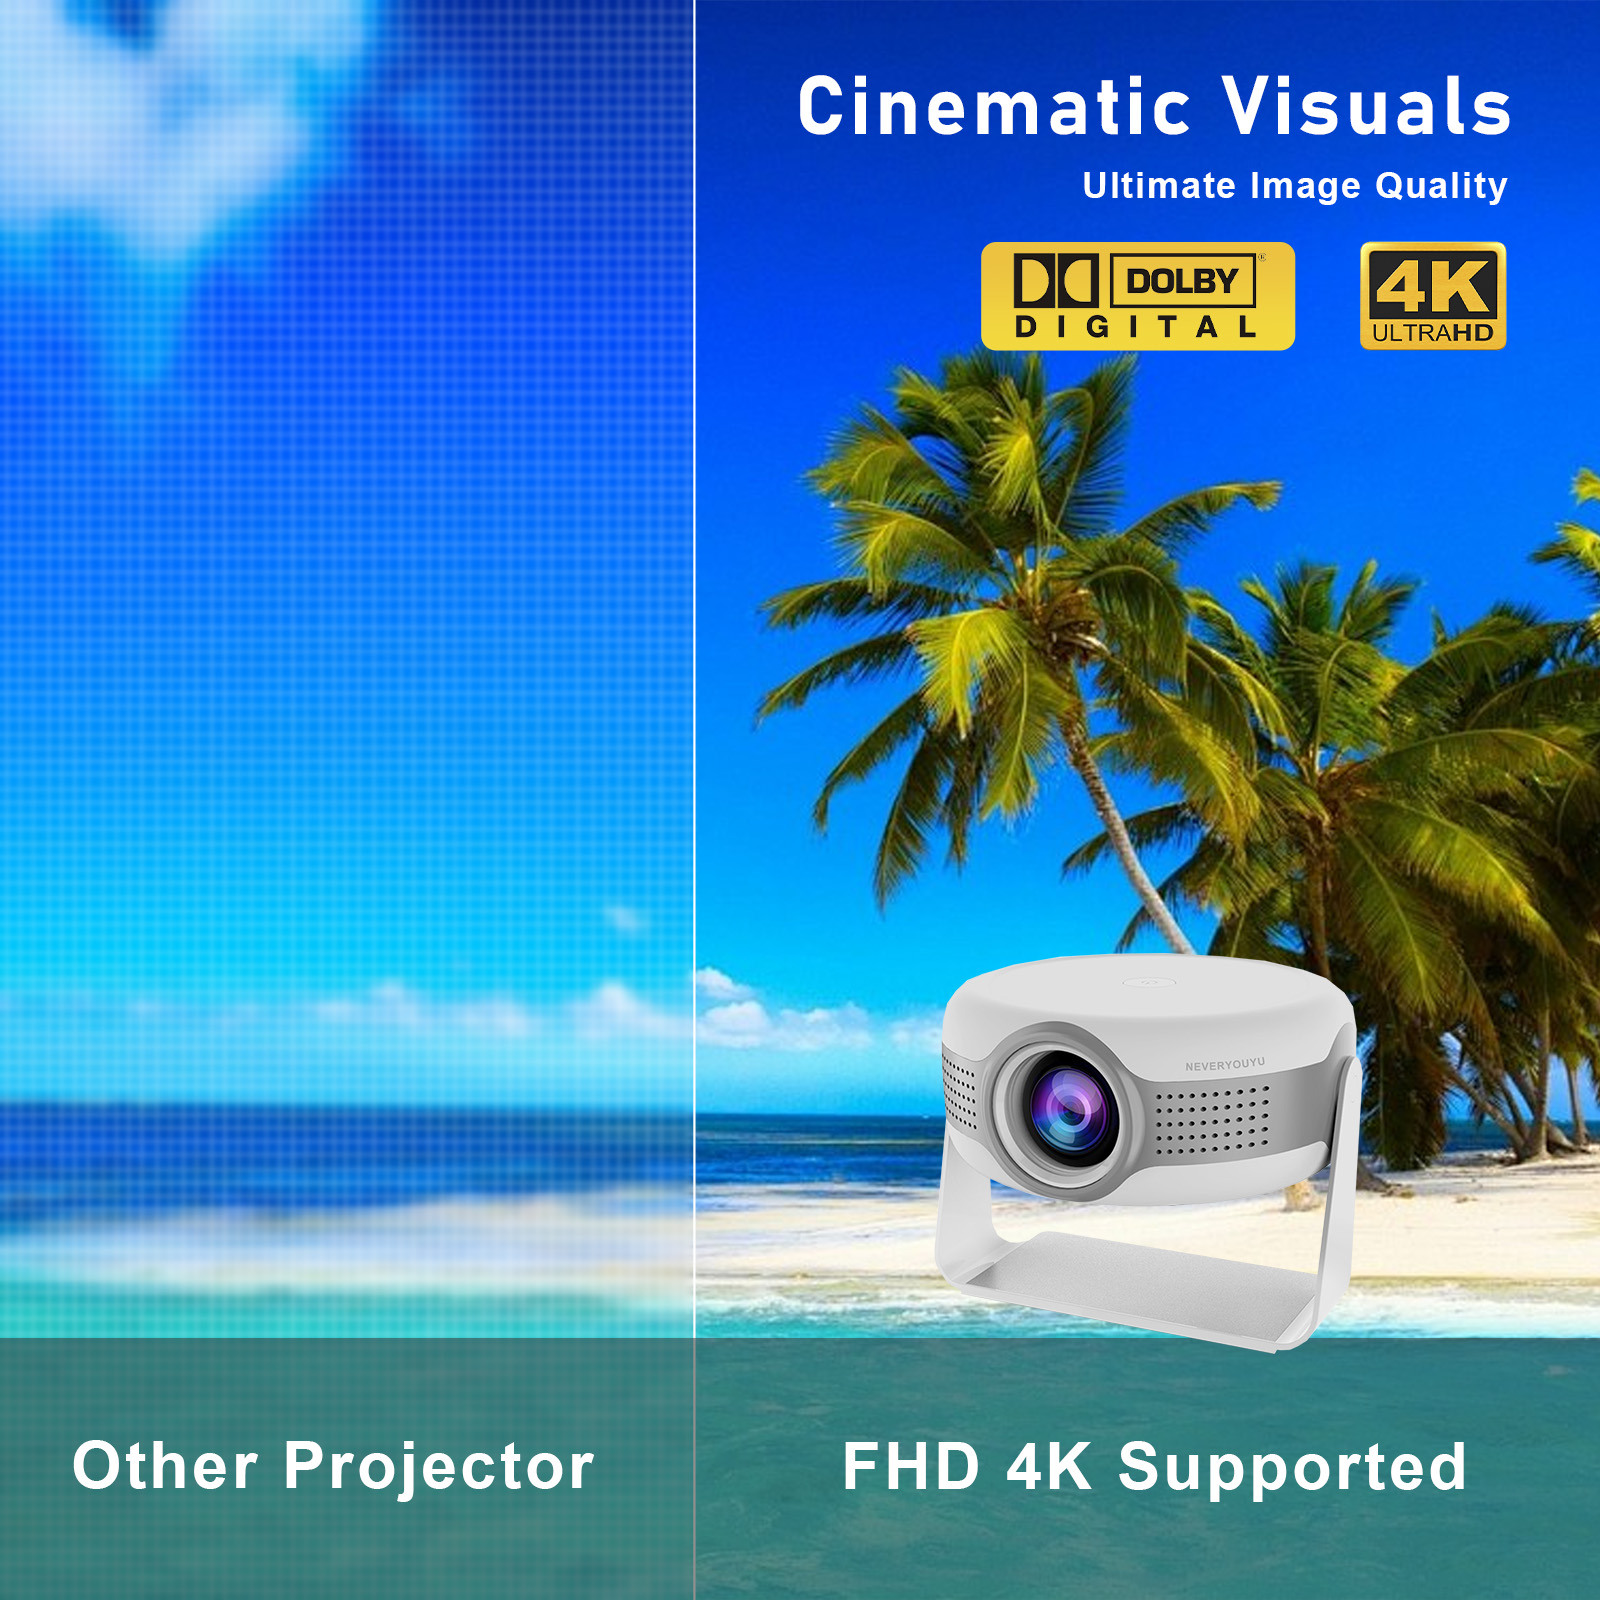 Cinematic Visuals
Ultimate Image Quality
DOLBY®
DIGITAL
4K
ULTRAHD
NEVERYOUYU
Other Projector
FHD 4K Supported